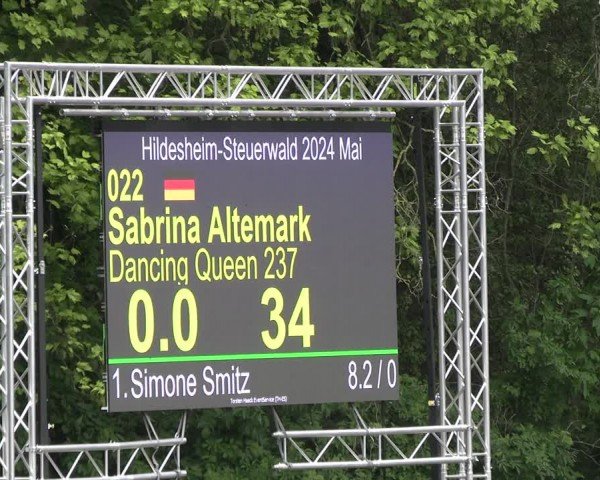 Hildesheim-Steuerwald 2024 Mai
022
Sabrina Altemark
Dancing Queen 237
0.0 34
1. Simone Smitz 8.2 / 0